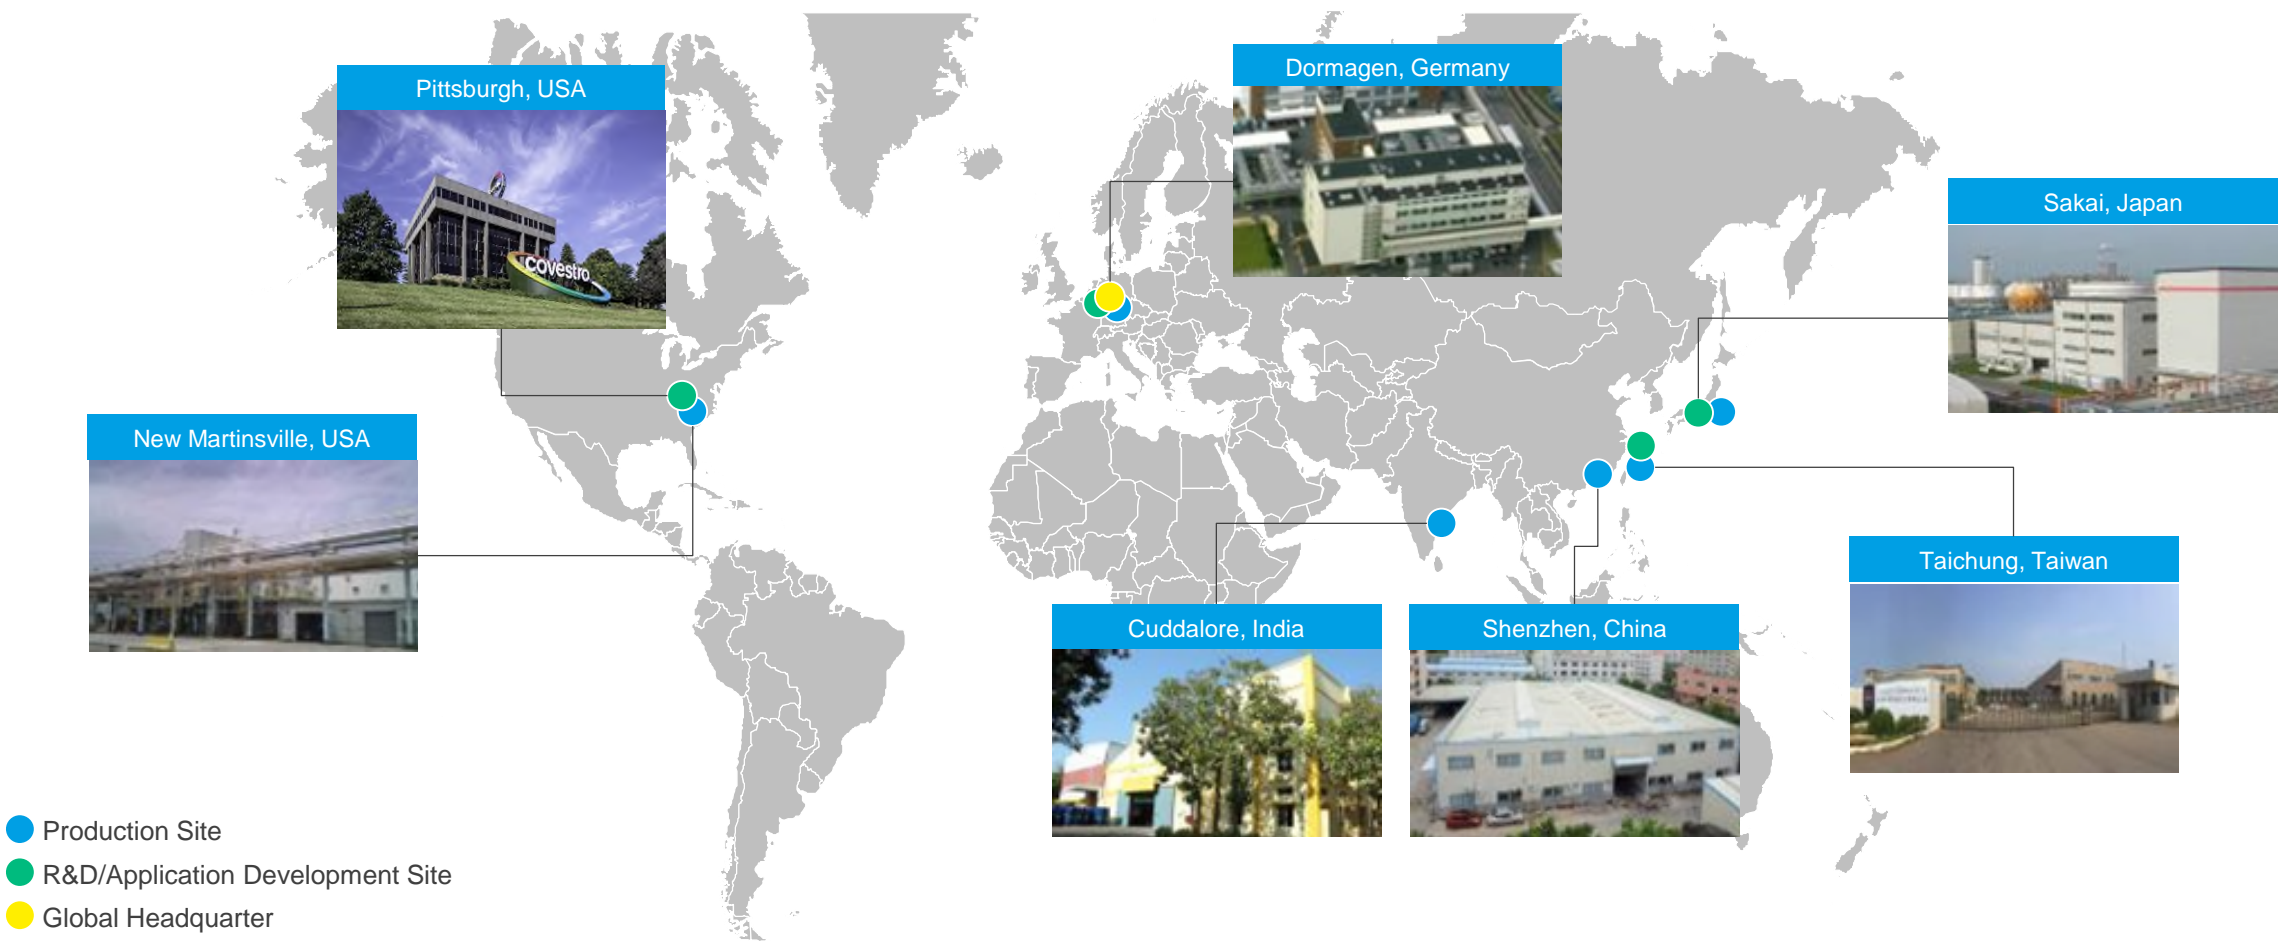 Dormagen, Germany
Pittsburgh, USA
covestro
Sakai, Japan
New Martinsville, USA
Taichung, Taiwan
Cuddalore, India
Shenzhen, China
Production Site
R&D/Application Development Site
Global Headquarter